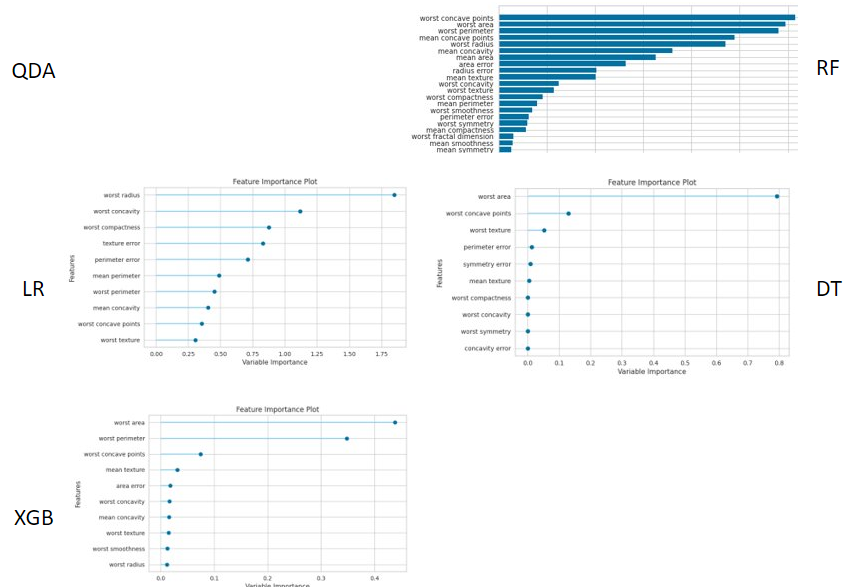 QDA
worst concave points
worst area
worst perimeter
mean concave points
worst radius
mean concavity
mean area
area error
radius error
mean texture
worst concavity
worst texture
worst compactness
mean perimeter
worst smoothness
perimeter error
worst symmetry
mean compactness
worst fractal dimension
mean smoothness
mean symmetry
RF
LR
Feature Importance Plot
Features
worst radius
worst concavity
worst compactness
texture error
perimeter error
mean perimeter
worst perimeter
mean concavity
worst concave points
worst texture
0.00 0.25 0.50 0.75 1.00 1.25 1.50 1.75
Variable Importance
Feature Importance Plot
Features
worst area
worst concave points
worst texture
perimeter error
symmetry error
mean texture
worst compactness
worst concavity
worst symmetry
concavity error
0.0 0.1 0.2 0.3 0.4 0.5 0.6 0.7 0.8
Variable Importance
DT
XGB
Feature Importance Plot
Features
worst area
worst perimeter
worst concave points
mean texture
area error
worst concavity
mean concavity
worst texture
worst smoothness
worst radius
0.0 0.1 0.2 0.3 0.4
Variable Importance